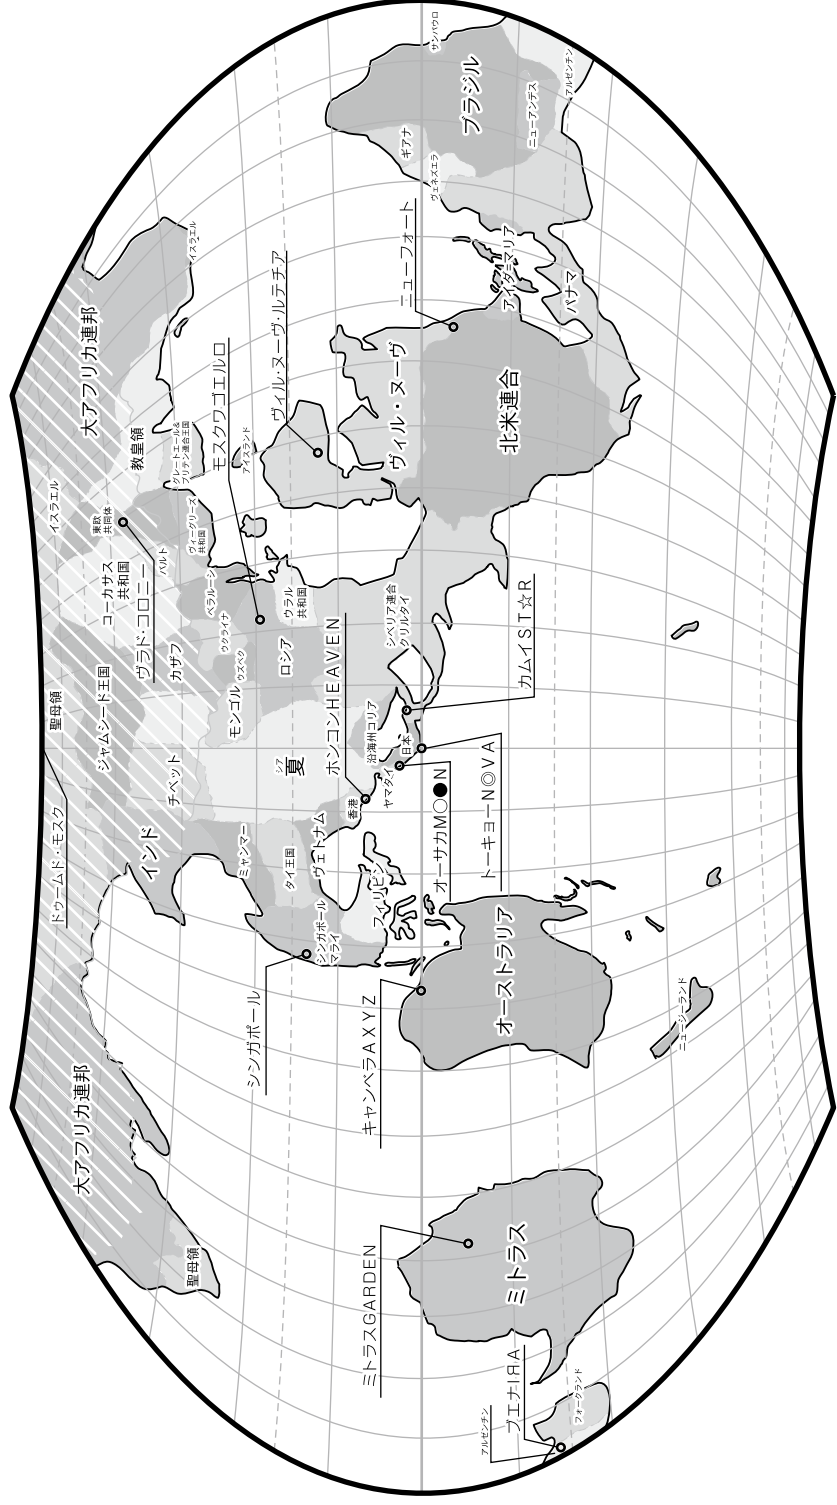 サンパウロ
ブラジル
アルゼンチン
ニューアンデス
ギアナ
ヴェネズエラ
ニューフォート
アイダ=マリア
パナマ
イスラエル
大アフリカ連邦
ヴィル・ヌーヴ・ルテチア
モスクワゴエルロ
ヴィル・ヌーヴ
北米連合
教皇領
グレートエール&
ブリテン連合王国
アイスランド
イスラエル
東欧
共同体
ヴィーグリーズ
共和国
バルト
コーカサス
共和国
ヴラド・コロニー
ベラルーシ
ウクライナ
ウラル
共和国
シベリア連合
クリルタイ
カムイST☆R
カザフ
ウズベク
ロシア
モンゴル
ホンコンHEAVEN
聖母領
ジャムシード王国
沿海州コリア
日本
シア
夏
チベット
香港
ヤマタイ
オーサカM○●N
トーキョーN◎VA
ドゥームド・モスク
インド
ミャンマー
タイ王国
ヴェトナム
フィリピン
シンガポール
マライ
オーストラリア
シンガポール
キャンベラAXYZ
ニュージーランド
大アフリカ連邦
聖母領
ミトラスGARDEN
ミトラス
ブエナIЯA
アルゼンチン
フォークランド